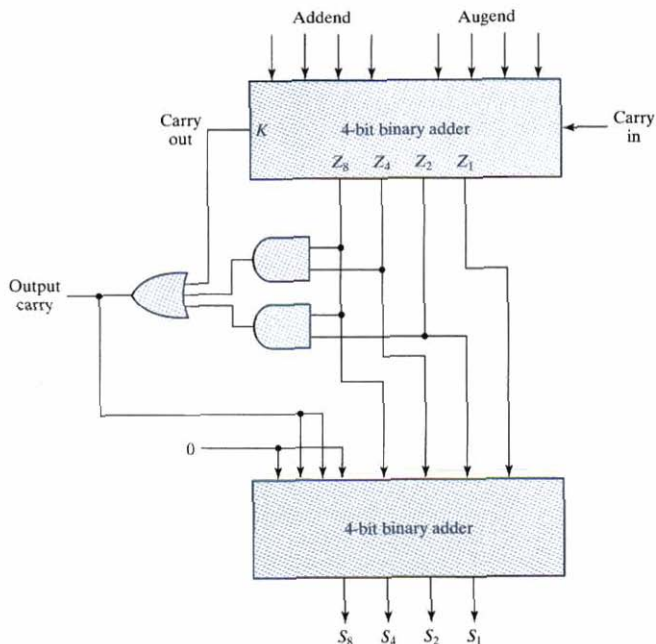 Addend Augend
Carry out
K
4-bit binary adder
Carry in
Z8 Z4 Z2 Z1
Output carry
0
4-bit binary adder
S8 S4 S2 S1